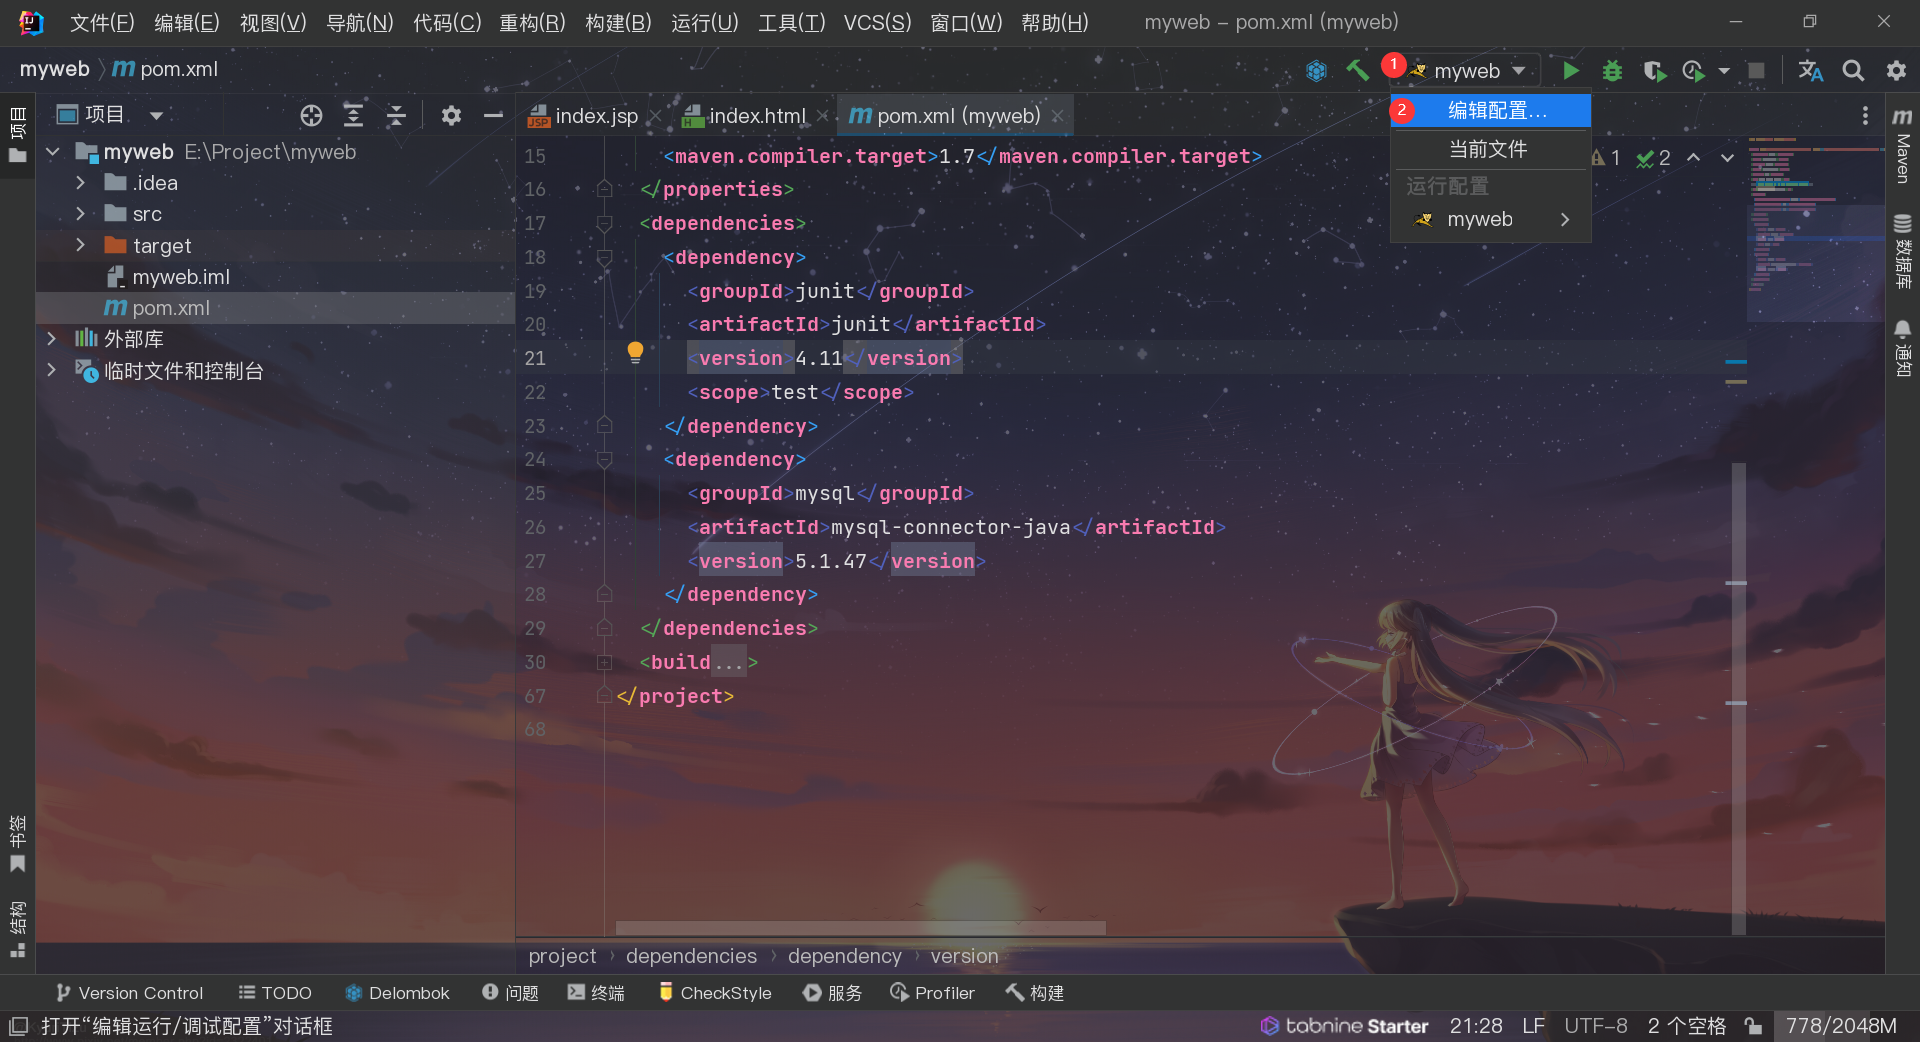 文件(F) 编辑(E) 视图(V) 导航(N) 代码(C) 重构(R) 构建(B) 运行(U) 工具(T) VCS(S) 窗口(W) 帮助(H) myweb – pom.xml (myweb)
myweb pom.xml
1 myweb
项目 index.jsp index.html pom.xml (myweb)
2 编辑配置...
当前文件
运行配置
myweb
1 2
项目
书签
结构
Maven
数据库
通知
myweb E:\Project\myweb
.idea
src
target
myweb.iml
pom.xml
外部库
临时文件和控制台
15 <maven.compiler.target>1.7</maven.compiler.target>
16 </properties>
17 <dependencies>
18 <dependency>
19 <groupId>junit</groupId>
20 <artifactId>junit</artifactId>
21 <version>4.11</version>
22 <scope>test</scope>
23 </dependency>
24 <dependency>
25 <groupId>mysql</groupId>
26 <artifactId>mysql-connector-java</artifactId>
27 <version>5.1.47</version>
28 </dependency>
29 </dependencies>
30 <build...>
67 </project>
68
project › dependencies › dependency › version
Version Control TODO Delombok 问题 终端 CheckStyle 服务 Profiler 构建
打开“编辑运行/调试配置”对话框 tabnine Starter 21:28 LF UTF-8 2 个空格 778/2048M